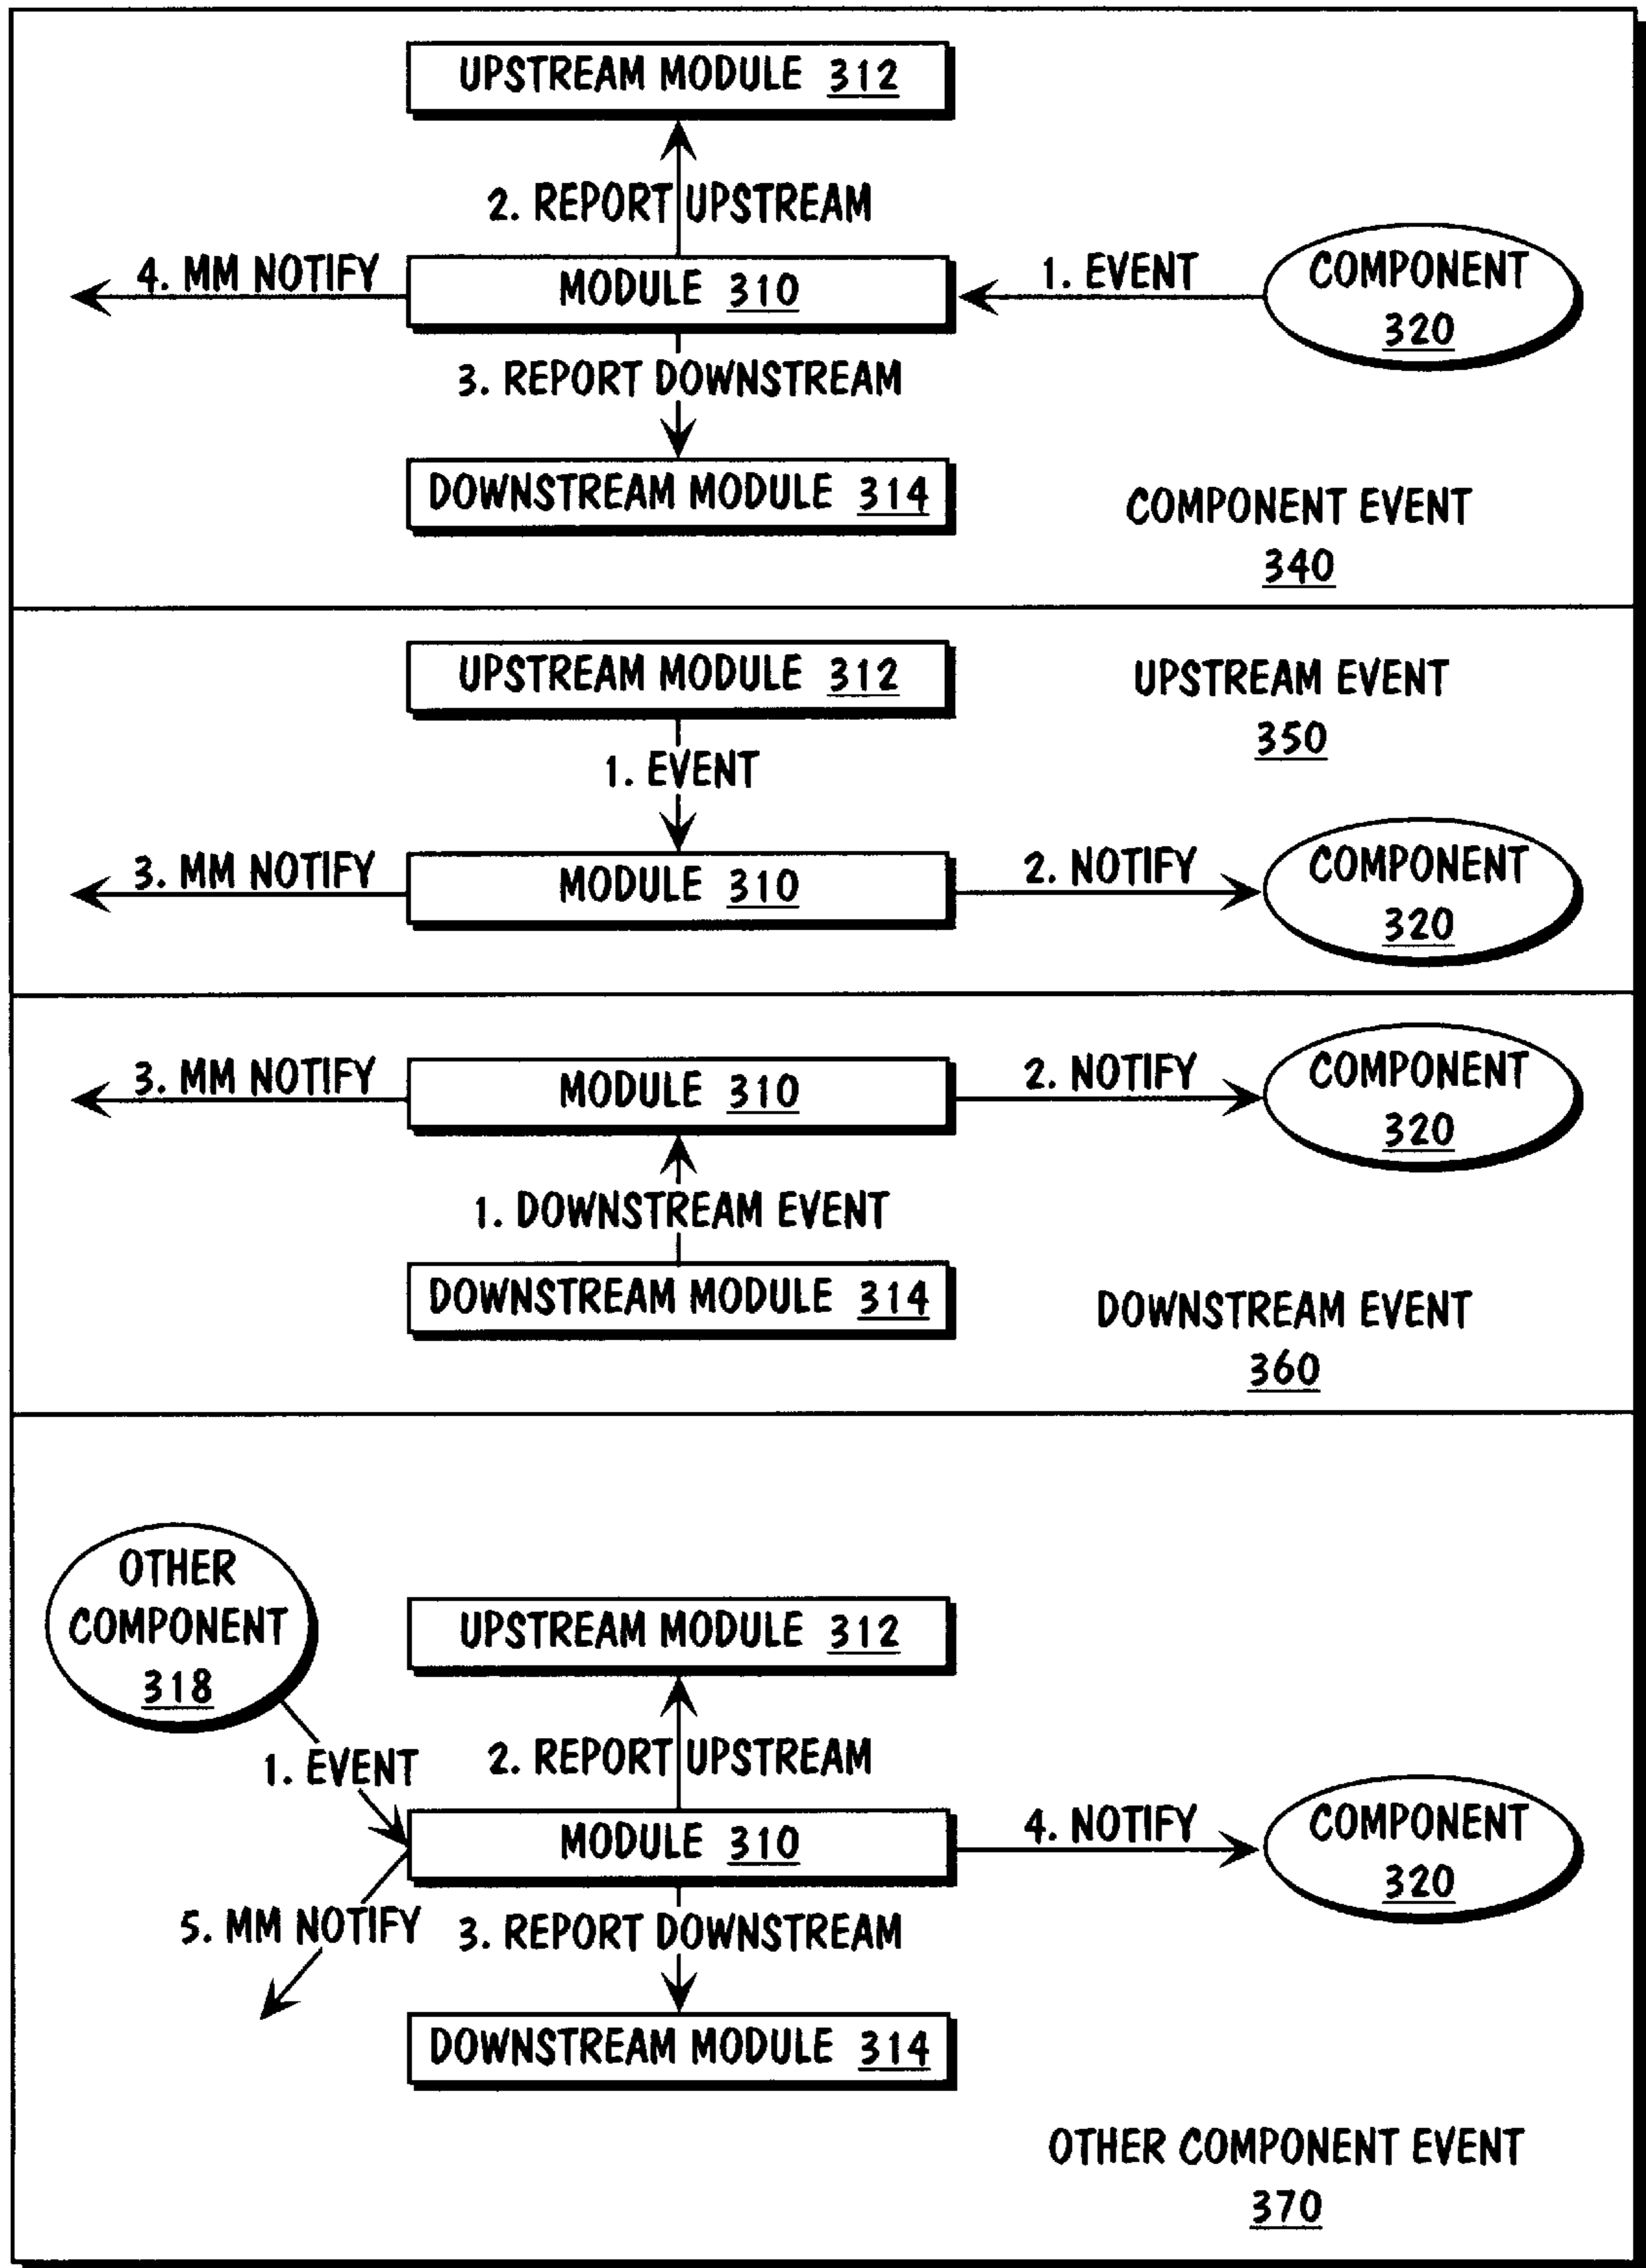 UPSTREAM MODULE 312
2. REPORT UPSTREAM
4. MM NOTIFY
MODULE 310
1. EVENT
COMPONENT
320
3. REPORT DOWNSTREAM
DOWNSTREAM MODULE 314
COMPONENT EVENT
340
UPSTREAM MODULE 312
UPSTREAM EVENT
350
1. EVENT
3. MM NOTIFY
MODULE 310
2. NOTIFY
COMPONENT
320
3. MM NOTIFY
MODULE 310
2. NOTIFY
COMPONENT
320
1. DOWNSTREAM EVENT
DOWNSTREAM MODULE 314
DOWNSTREAM EVENT
360
OTHER
COMPONENT
318
UPSTREAM MODULE 312
1. EVENT
2. REPORT UPSTREAM
MODULE 310
4. NOTIFY
COMPONENT
320
5. MM NOTIFY
3. REPORT DOWNSTREAM
DOWNSTREAM MODULE 314
OTHER COMPONENT EVENT
370